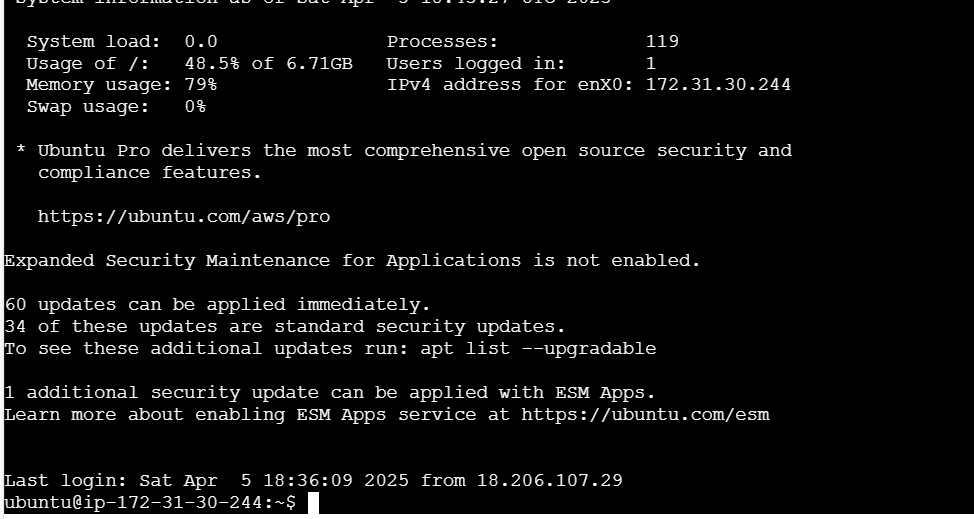 System information as of Sat Apr 5
System load: 0.0 Processes: 119
Usage of /: 48.5% of 6.71GB Users logged in: 1
Memory usage: 79% IPv4 address for enX0: 172.31.30.244
Swap usage: 0%
* Ubuntu Pro delivers the most comprehensive open source security and
compliance features.
https://ubuntu.com/aws/pro
Expanded Security Maintenance for Applications is not enabled.
60 updates can be applied immediately.
34 of these updates are standard security updates.
To see these additional updates run: apt list --upgradable
1 additional security update can be applied with ESM Apps.
Learn more about enabling ESM Apps service at https://ubuntu.com/esm
Last login: Sat Apr  5 18:36:09 2025 from 18.206.107.29
ubuntu@ip-172-31-30-244:~$